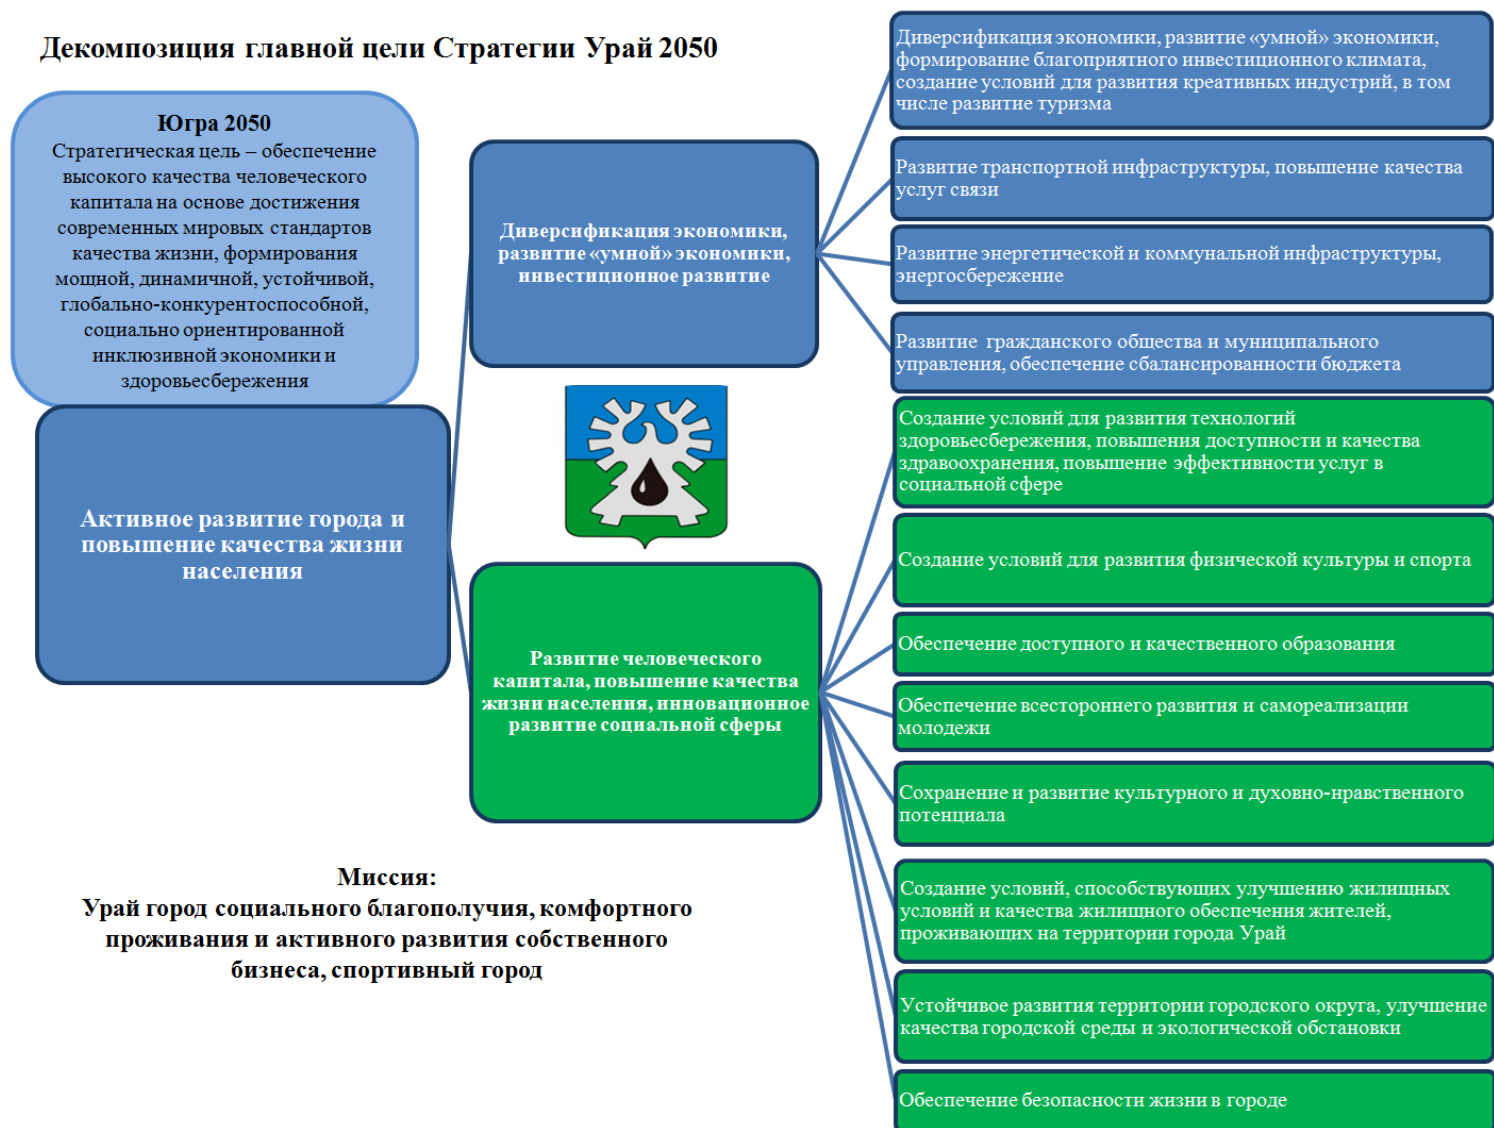 Декомпозиция главной цели Стратегии Урай 2050
Югра 2050
Стратегическая цель – обеспечение
высокого качества человеческого
капитала на основе достижения
современных мировых стандартов
качества жизни, формирования
мощной, динамичной, устойчивой,
глобально-конкурентоспособной,
социально ориентированной
инклюзивной экономики и
здоровьесбережения
Активное развитие города и
повышение качества жизни
населения
Диверсификация экономики,
развитие «умной» экономики,
инвестиционное развитие
Развитие человеческого
капитала, повышение качества
жизни населения, инновационное
развитие социальной сферы
Диверсификация экономики, развитие «умной» экономики,
формирование благоприятного инвестиционного климата,
создание условий для развития креативных индустрий, в том
числе развитие туризма
Развитие транспортной инфраструктуры, повышение качества
услуг связи
Развитие энергетической и коммунальной инфраструктуры,
энергосбережение
Развитие гражданского общества и муниципального
управления, обеспечение сбалансированности бюджета
Создание условий для развития технологий
здоровьесбережения, повышения доступности и качества
здравоохранения, повышение эффективности услуг в
социальной сфере
Создание условий для развития физической культуры и спорта
Обеспечение доступного и качественного образования
Обеспечение всестороннего развития и самореализации
молодежи
Сохранение и развитие культурного и духовно-нравственного
потенциала
Создание условий, способствующих улучшению жилищных
условий и качества жилищного обеспечения жителей,
проживающих на территории города Урай
Устойчивое развития территории городского округа, улучшение
качества городской среды и экологической обстановки
Обеспечение безопасности жизни в городе
Миссия:
Урай город социального благополучия, комфортного
проживания и активного развития собственного
бизнеса, спортивный город